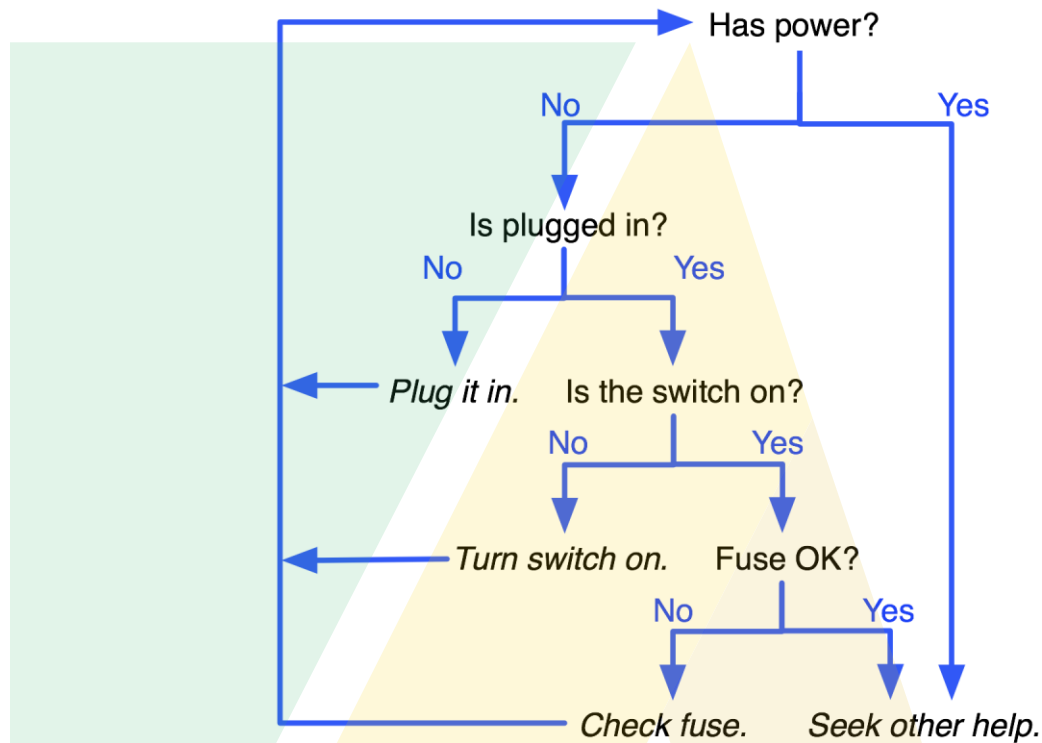 Has power?
No
Yes
Is plugged in?
No
Yes
Plug it in.
Is the switch on?
No
Yes
Turn switch on.
Fuse OK?
No
Yes
Check fuse.
Seek other help.